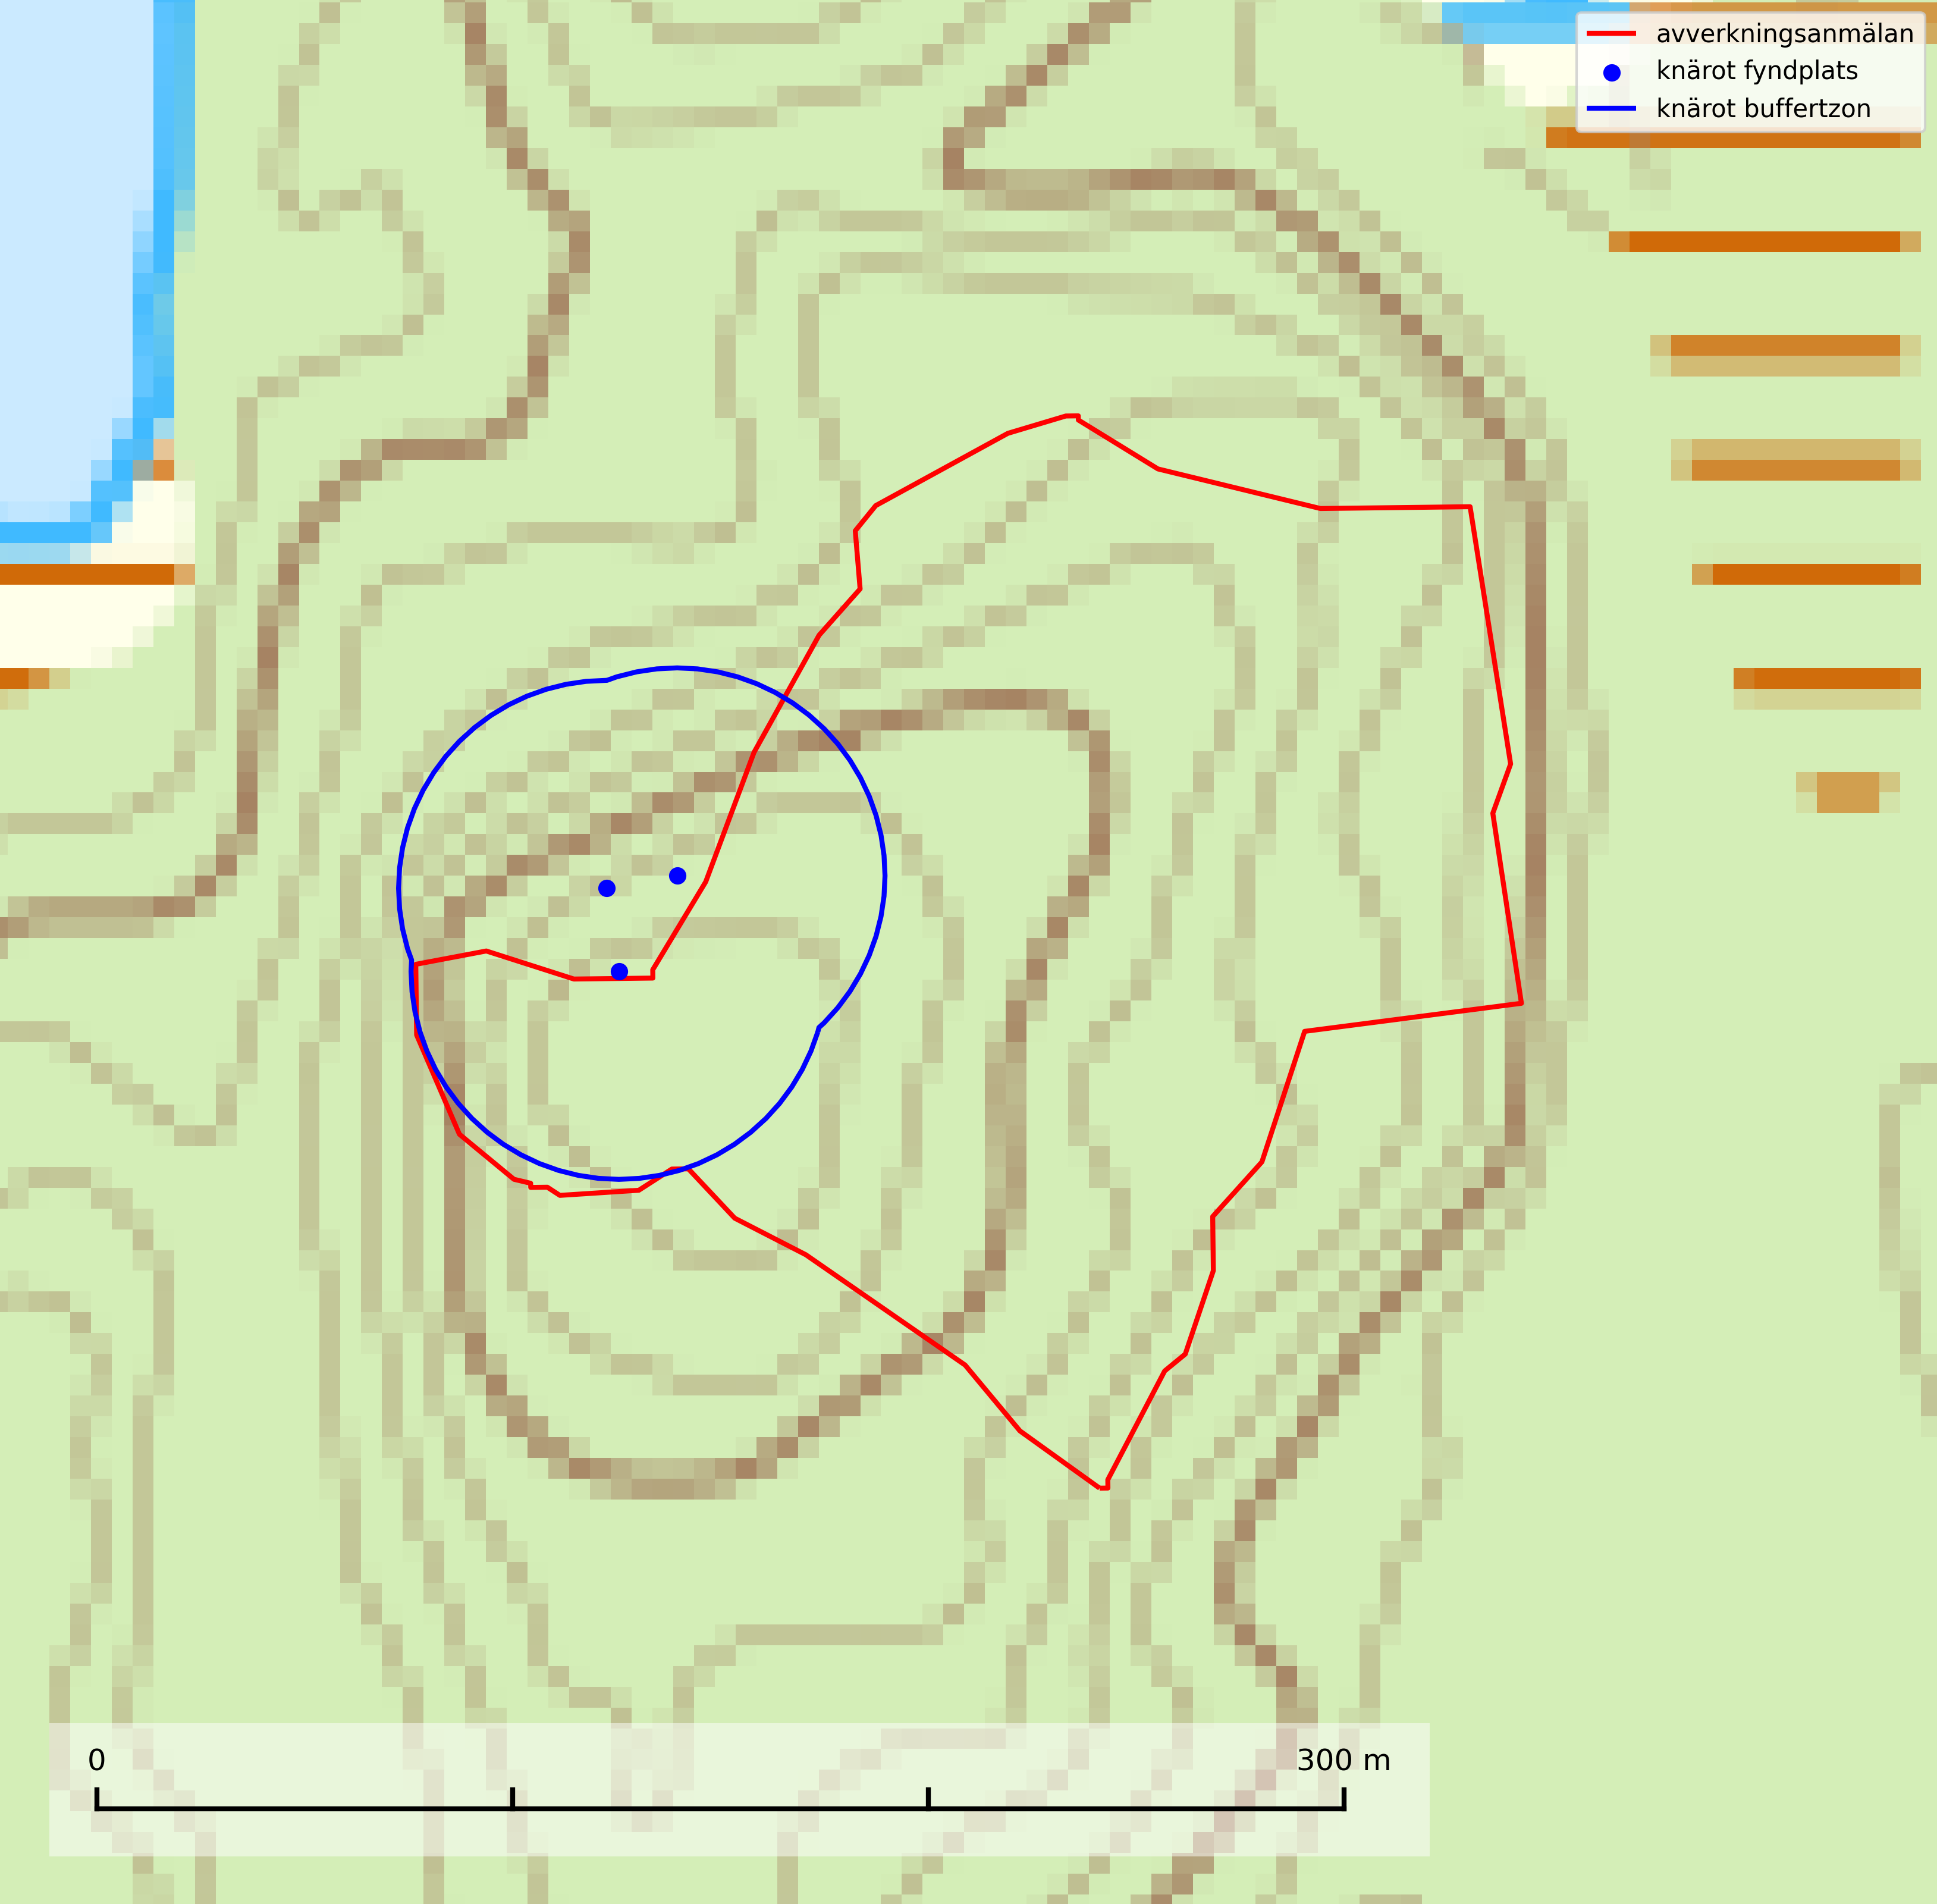 avverkningsanmälan
knärot fyndplats
knärot buffertzon
0
300 m